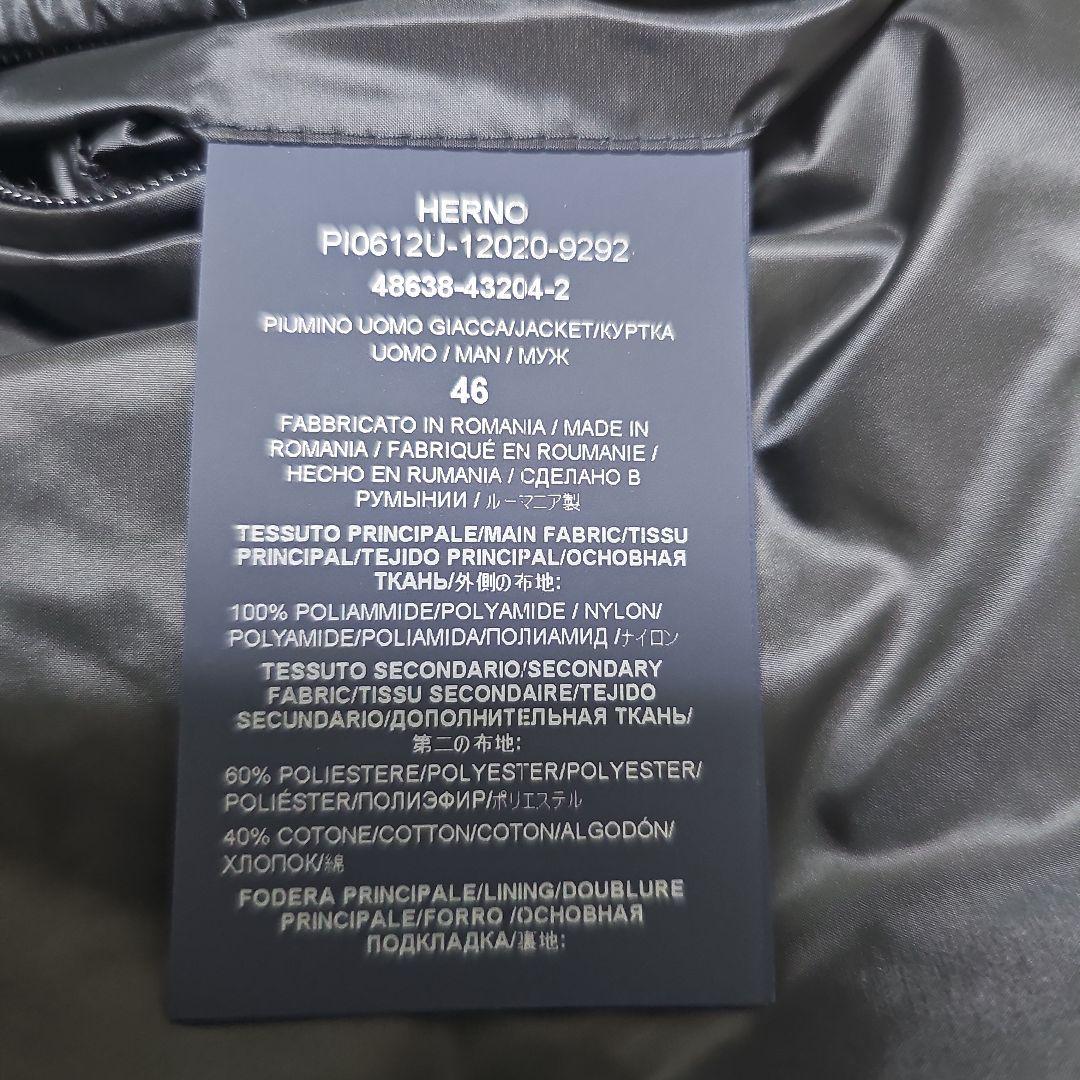 HERNO
PI0612U-12020-9292
48638-43204-2
PIUMINO UOMO GIACCA/JACKET/КУРТКА
UOMO / MAN / МУЖ
46
FABBRICATO IN ROMANIA / MADE IN
ROMANIA / FABRIQUÉ EN ROUMANIE /
HECHO EN RUMANIA / СДЕЛАНО В
РУМЫНИИ / ルーマニア製
TESSUTO PRINCIPALE/MAIN FABRIC/TISSU
PRINCIPAL/TEJIDO PRINCIPAL/ОСНОВНАЯ
ТКАНЬ/外側の布地:
100% POLIAMMIDE/POLYAMIDE / NYLON/
POLYAMIDE/POLIAMIDA/ПОЛИАМИД /ナイロン
TESSUTO SECONDARIO/SECONDARY
FABRIC/TISSU SECONDAIRE/TEJIDO
SECUNDARIO/ДОПОЛНИТЕЛЬНАЯ ТКАНЬ/
第二の布地:
60% POLIESTERE/POLYESTER/POLYESTER/
POLIÉSTER/ПОЛИЭФИР/ポリエステル
40% COTONE/COTTON/COTON/ALGODÓN/
ХЛОПОК/綿
FODERA PRINCIPALE/LINING/DOUBLURE
PRINCIPALE/FORRO /ОСНОВНАЯ
ПОДКЛАДКА/裏地: